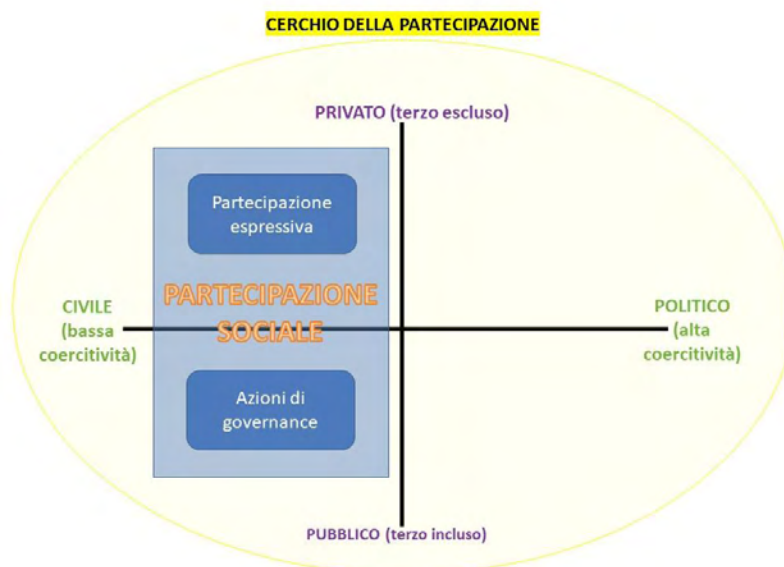 CERCHIO DELLA PARTECIPAZIONE
PRIVATO (terzo escluso)
Partecipazione
espressiva
PARTECIPAZIONE
SOCIALE
CIVILE
(bassa
coercitività)
POLITICO
(alta
coercitività)
Azioni di
governance
PUBBLICO (terzo incluso)